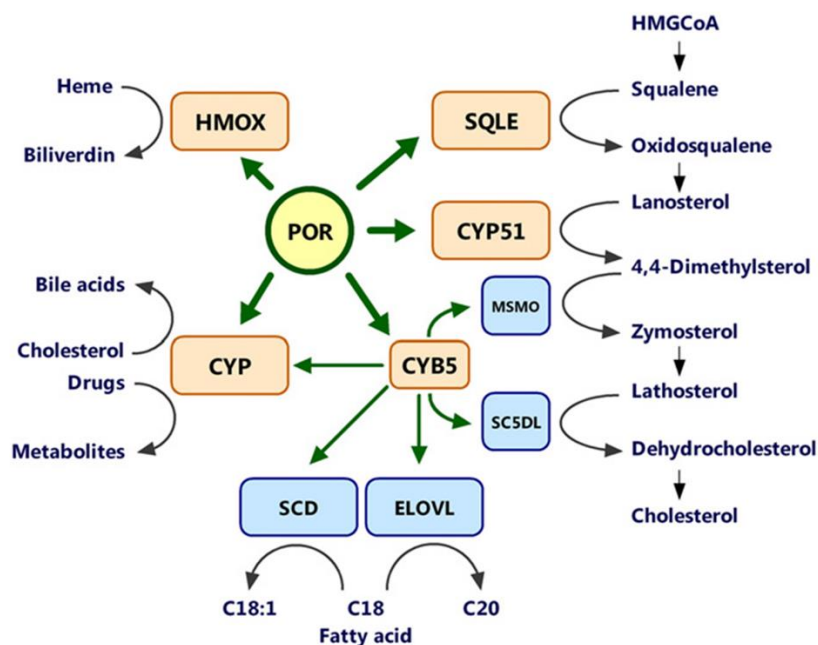 HMGCoA
Heme
HMOX
SQLE
Squalene
Biliverdin
Oxidosqualene
POR
CYP51
Lanosterol
4,4-Dimethylsterol
Bile acids
MSMO
Zymosterol
Cholesterol
CYP
CYB5
Drugs
Lathosterol
SC5DL
Metabolites
Dehydrocholesterol
SCD
ELOVL
Cholesterol
C18:1
C18
C20
Fatty acid